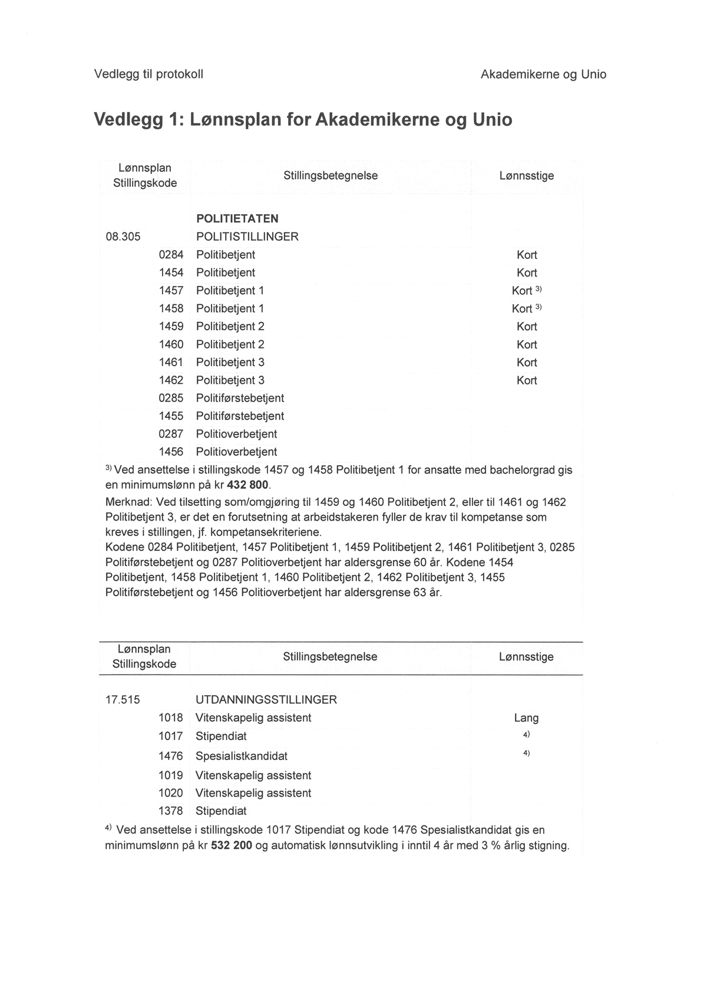 Vedlegg til protokoll Akademikerne og Unio
Vedlegg 1: Lønnsplan for Akademikerne og Unio
Lønnsplan
Stillingskode Stillingsbetegnelse Lønnsstige
POLITIETATEN
08.305 POLITISTILLINGER
0284 Politibetjent Kort
1454 Politibetjent Kort
1457 Politibetjent 1 Kort 3)
1458 Politibetjent 1 Kort 3)
1459 Politibetjent 2 Kort
1460 Politibetjent 2 Kort
1461 Politibetjent 3 Kort
1462 Politibetjent 3 Kort
0285 Politiførstebetjent
1455 Politiførstebetjent
0287 Politioverbetjent
1456 Politioverbetjent
3) Ved ansettelse i stillingskode 1457 og 1458 Politibetjent 1 for ansatte med bachelorgrad gis
en minimumslønn på kr 432 800.
Merknad: Ved tilsetting som/omgjøring til 1459 og 1460 Politibetjent 2, eller til 1461 og 1462
Politibetjent 3, er det en forutsetning at arbeidstakeren fyller de krav til kompetanse som
kreves i stillingen, jf. kompetansekriteriene.
Kodene 0284 Politibetjent, 1457 Politibetjent 1, 1459 Politibetjent 2, 1461 Politibetjent 3, 0285
Politiførstebetjent og 0287 Politioverbetjent har aldersgrense 60 år. Kodene 1454
Politibetjent, 1458 Politibetjent 1, 1460 Politibetjent 2, 1462 Politibetjent 3, 1455
Politiførstebetjent og 1456 Politioverbetjent har aldersgrense 63 år.
Lønnsplan
Stillingskode Stillingsbetegnelse Lønnsstige
17.515 UTDANNINGSSTILLINGER
1018 Vitenskapelig assistent Lang
1017 Stipendiat 4)
1476 Spesialistkandidat 4)
1019 Vitenskapelig assistent
1020 Vitenskapelig assistent
1378 Stipendiat
4) Ved ansettelse i stillingskode 1017 Stipendiat og kode 1476 Spesialistkandidat gis en
minimumslønn på kr 532 200 og automatisk lønnsutvikling i inntil 4 år med 3 % årlig stigning.